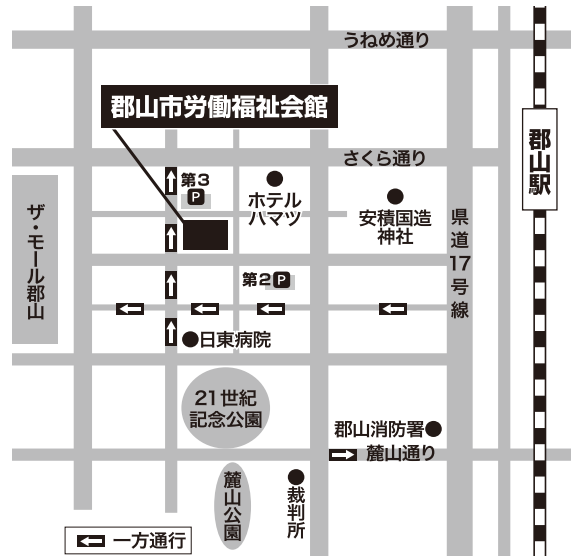 うねめ通り
郡山市労働福祉会館
さくら通り
郡山駅
第3
P
ホテル
ハマツ
安積国造
神社
ザ・モール郡山
県道17号線
第2 P
日東病院
21世紀
記念公園
郡山消防署
麓山通り
麓山公園
裁判所
一方通行